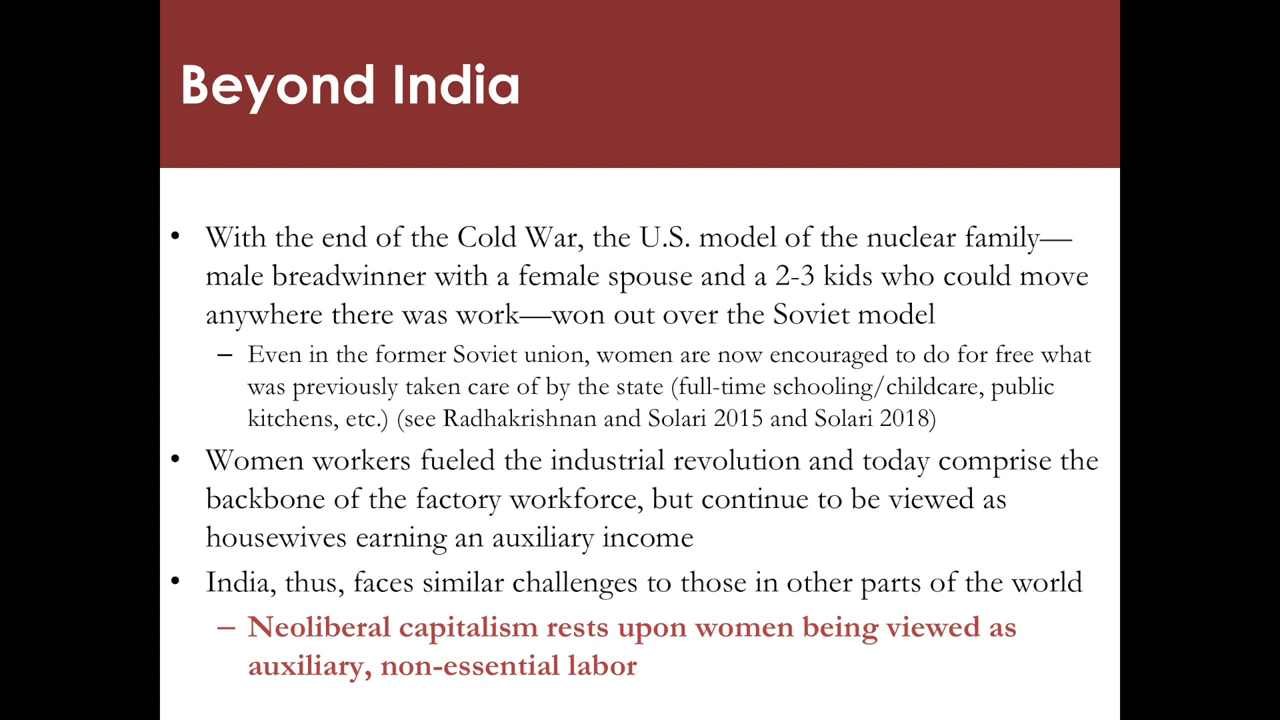 Beyond India
• With the end of the Cold War, the U.S. model of the nuclear family—
male breadwinner with a female spouse and a 2-3 kids who could move
anywhere there was work—won out over the Soviet model
– Even in the former Soviet union, women are now encouraged to do for free what
was previously taken care of by the state (full-time schooling/childcare, public
kitchens, etc.) (see Radhakrishnan and Solari 2015 and Solari 2018)
• Women workers fueled the industrial revolution and today comprise the
backbone of the factory workforce, but continue to be viewed as
housewives earning an auxiliary income
• India, thus, faces similar challenges to those in other parts of the world
– Neoliberal capitalism rests upon women being viewed as
auxiliary, non-essential labor